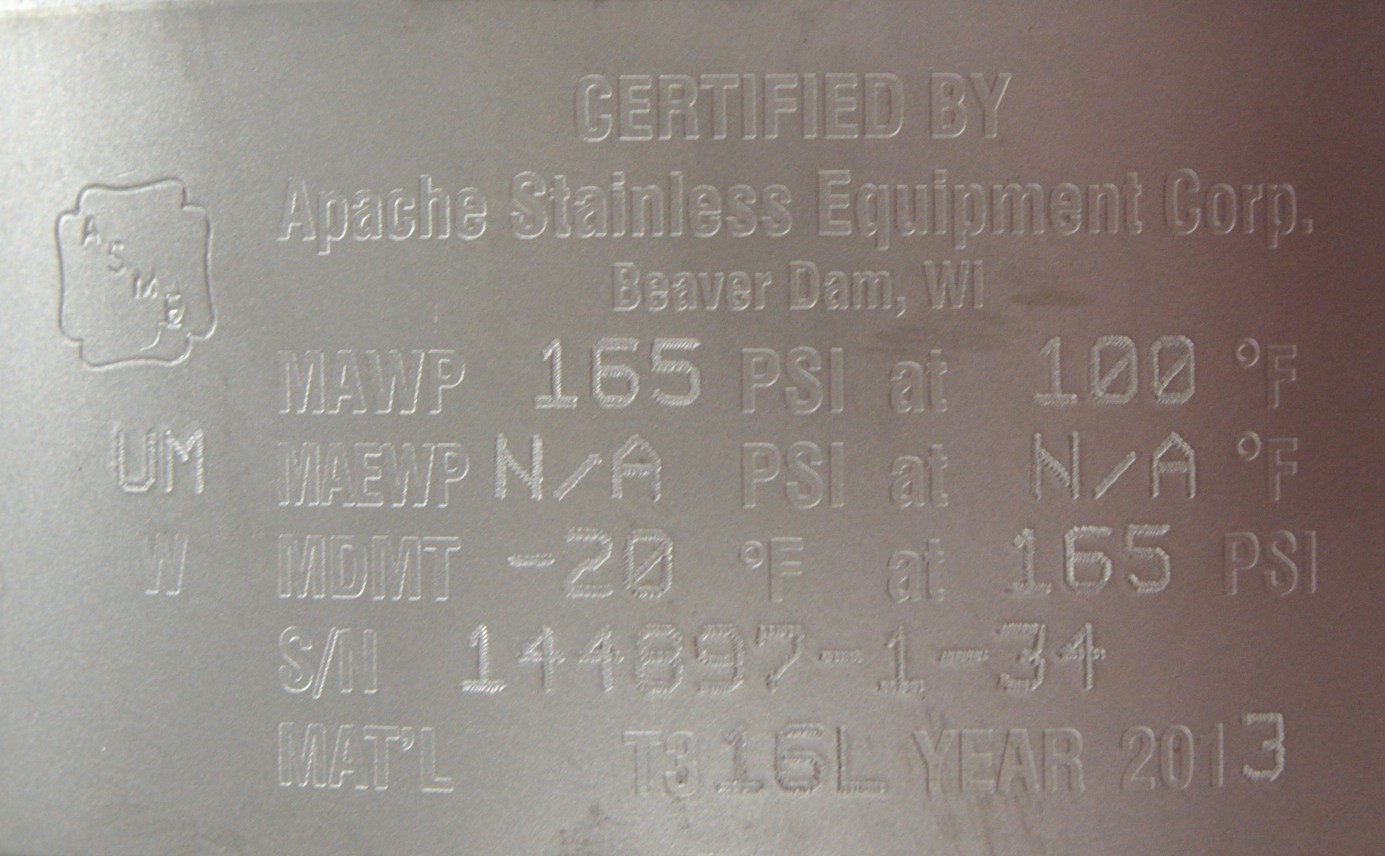 CERTIFIED BY
Apache Stainless Equipment Corp.
Beaver Dam, WI
ASME
MAWP 165 PSI at 100 °F
UM MAEWP N/A PSI at N/A °F
W MDMT -20 °F at 165 PSI
S/N 144897-1-34
MAT'L T316L YEAR 2013